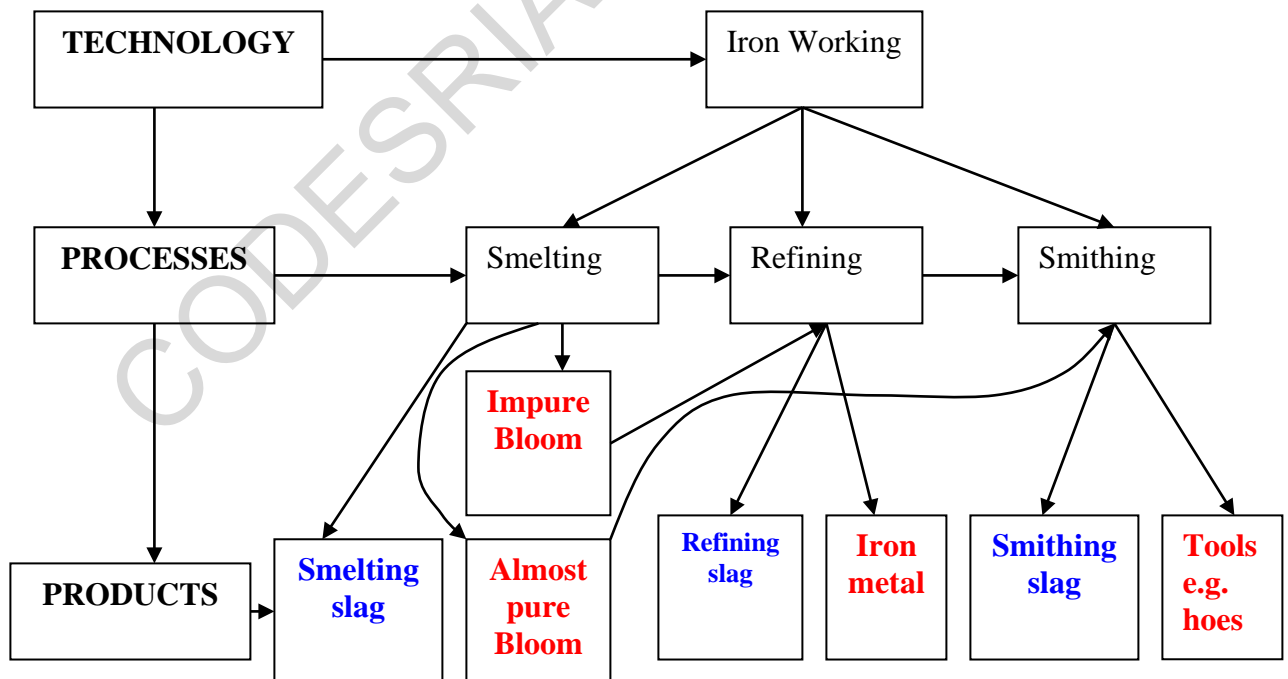 TECHNOLOGY
Iron Working
PROCESSES
Smelting
Refining
Smithing
Impure
Bloom
PRODUCTS
Smelting
slag
Almost
pure
Bloom
Refining
slag
Iron
metal
Smithing
slag
Tools
e.g.
hoes
CODESRIA